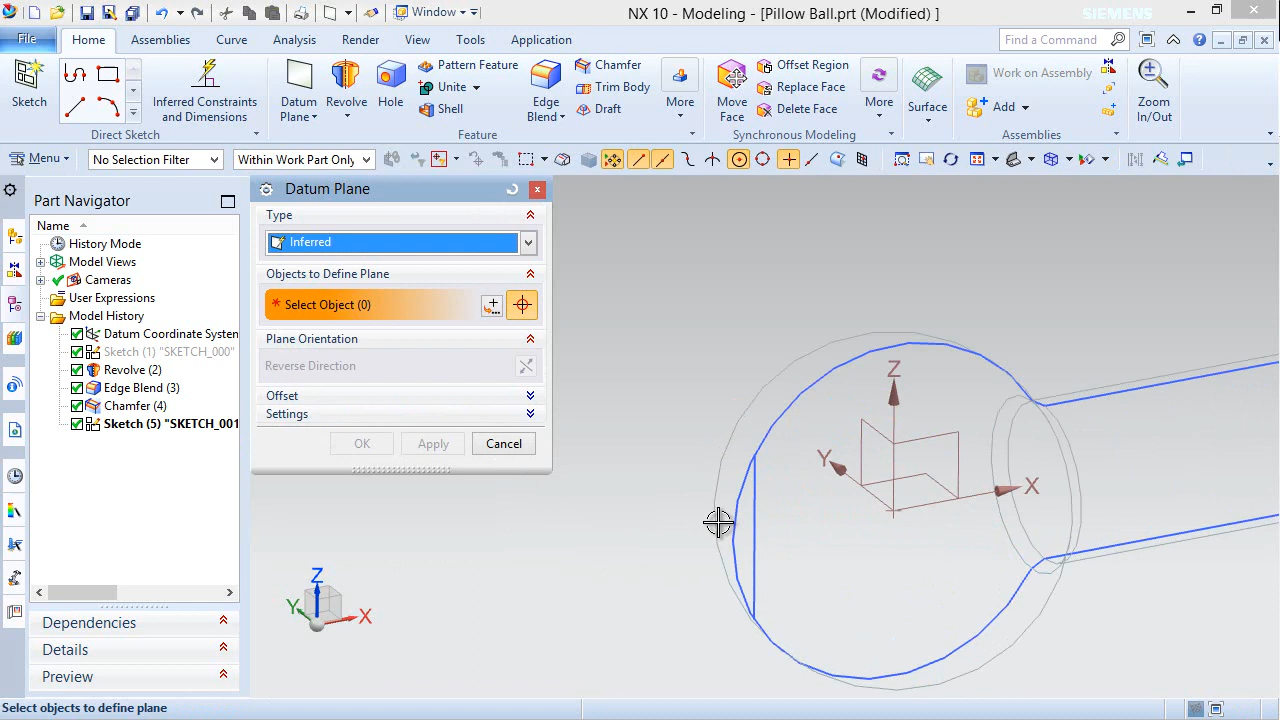 Window
NX 10 - Modeling - [Pillow Ball.prt (Modified) ]
SIEMENS
File
Home
Assemblies
Curve
Analysis
Render
View
Tools
Application
Find a Command
Sketch
Direct Sketch
Inferred Constraints
and Dimensions
Datum
Plane
Revolve
Hole
Pattern Feature
Unite
Shell
Feature
Edge
Blend
Chamfer
Trim Body
Draft
More
Move
Face
Offset Region
Replace Face
Delete Face
Synchronous Modeling
More
Surface
Work on Assembly
Add
Assemblies
Zoom
In/Out
Menu
No Selection Filter
Within Work Part Only
Part Navigator
Name
History Mode
Model Views
Cameras
User Expressions
Model History
Datum Coordinate System
Sketch (1) "SKETCH_000"
Revolve (2)
Edge Blend (3)
Chamfer (4)
Sketch (5) "SKETCH_001
Dependencies
Details
Preview
Datum Plane
Type
Inferred
Objects to Define Plane
* Select Object (0)
Plane Orientation
Reverse Direction
Offset
Settings
OK
Apply
Cancel
Z
Y
X
Z
Y
X
Select objects to define plane